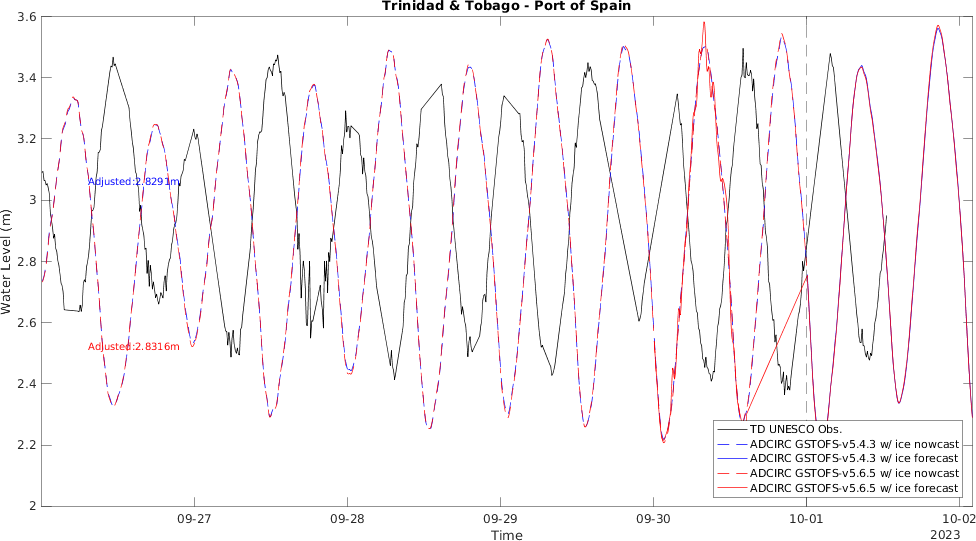 Trinidad & Tobago - Port of Spain
3.6
3.4
3.2
3
2.8
2.6
2.4
2.2
2
Water Level (m)
Adjusted:2.8291m
Adjusted:2.8316m
TD UNESCO Obs.
ADCIRC GSTOFS-v5.4.3 w/ ice nowcast
ADCIRC GSTOFS-v5.4.3 w/ ice forecast
ADCIRC GSTOFS-v5.6.5 w/ ice nowcast
ADCIRC GSTOFS-v5.6.5 w/ ice forecast
09-27 09-28 09-29 09-30 10-01 10-02
Time
2023